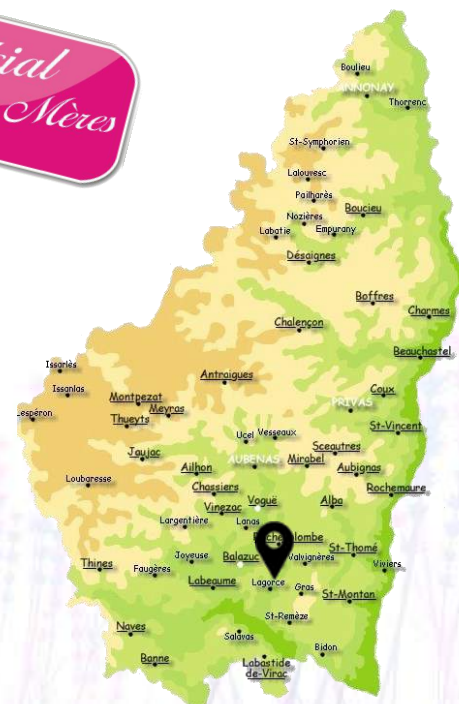 Mères
Boulieu
ANNONAY
Thorrenc
St-Symphorien
Lalouvesc
Pailharès
Boucieu
Nozières
Labatie
Empurany
Désaignes
Boffres
Charmes
Chalençon
Beauchastel
Issarlès
Antraigues
Issanlas
Coux
Montpezat
PRIVAS
Lespéron
Meyras
Thueyts
St-Vincent
Ucel
Vesseaux
Jaujac
Sceautres
AUBENAS
Mirabel
Ailhon
Aubignas
Loubaresse
Chassiers
Rochemaure
Voguë
Alba
Vinezac
Largentière
Lanas
St-Thomé
Joyeuse
Balazuc
Valvignères
Thines
Faugères
Viviers
Labeaume
Lagorce
Gras
St-Montan
St-Remèze
Naves
Salavas
Bidon
Banne
Labastide
de-Virac